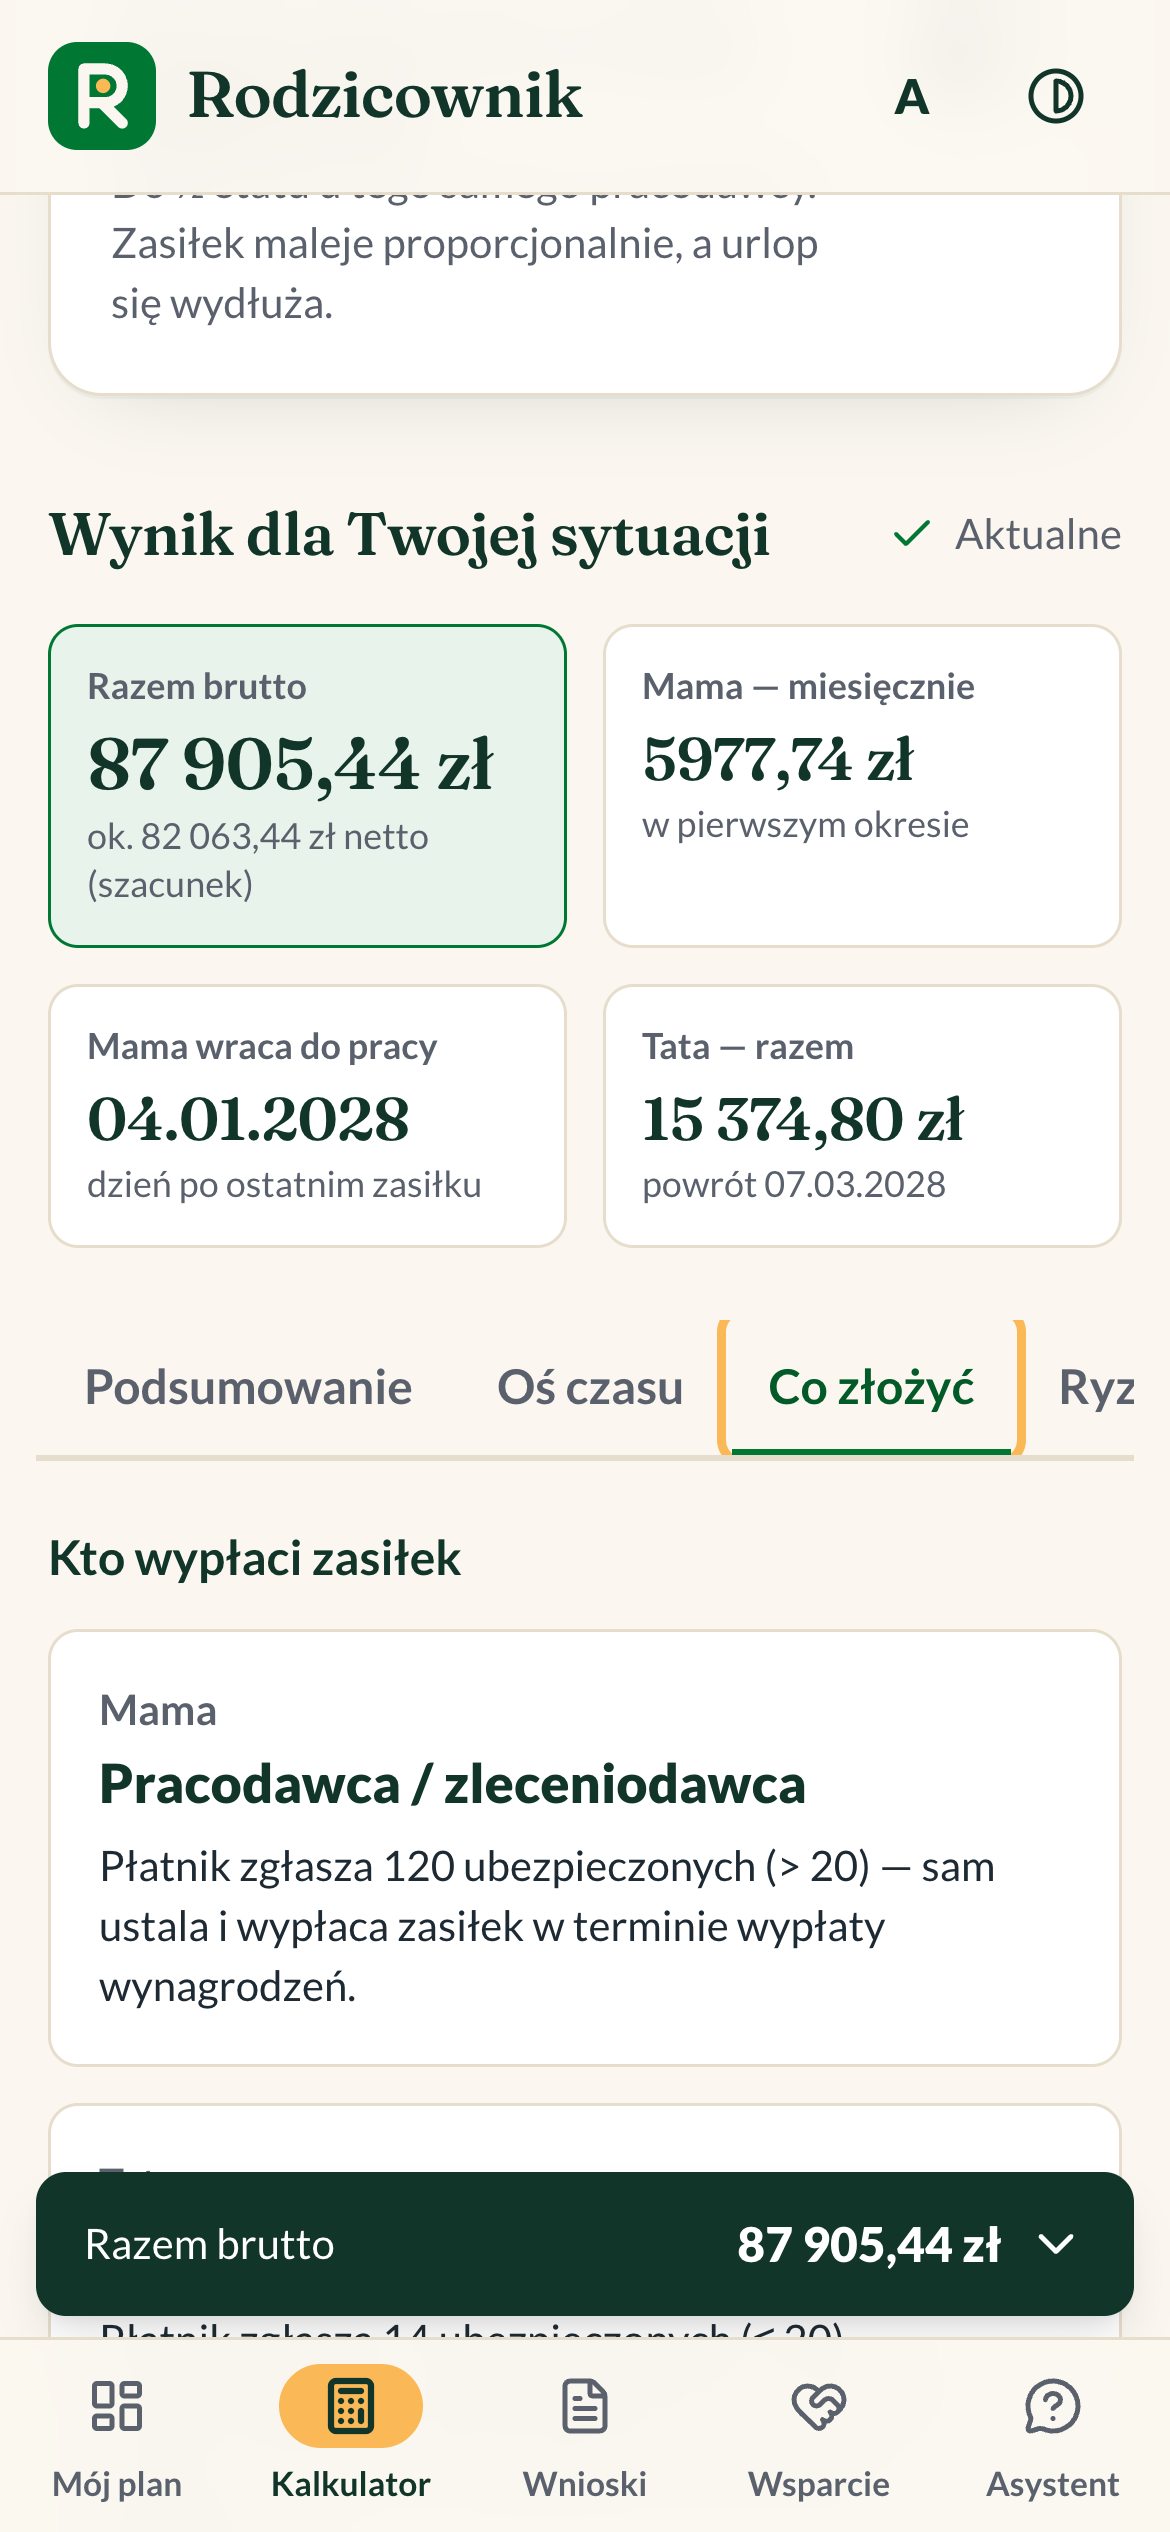 Rodzicownik
A
Zasiłek maleje proporcjonalnie, a urlop
się wydłuża.
Wynik dla Twojej sytuacji
Aktualne
Razem brutto
87 905,44 zł
ok. 82 063,44 zł netto
(szacunek)
Mama — miesięcznie
5977,74 zł
w pierwszym okresie
Mama wraca do pracy
04.01.2028
dzień po ostatnim zasiłku
Tata — razem
15 374,80 zł
powrót 07.03.2028
Podsumowanie
Oś czasu
Co złożyć
Ryz
Kto wypłaci zasiłek
Mama
Pracodawca / zleceniodawca
Płatnik zgłasza 120 ubezpieczonych (> 20) — sam
ustala i wypłaca zasiłek w terminie wypłaty
wynagrodzeń.
Razem brutto
87 905,44 zł
Płatnik zgłasza 14 ubezpieczonych
Mój plan
Kalkulator
Wnioski
Wsparcie
Asystent